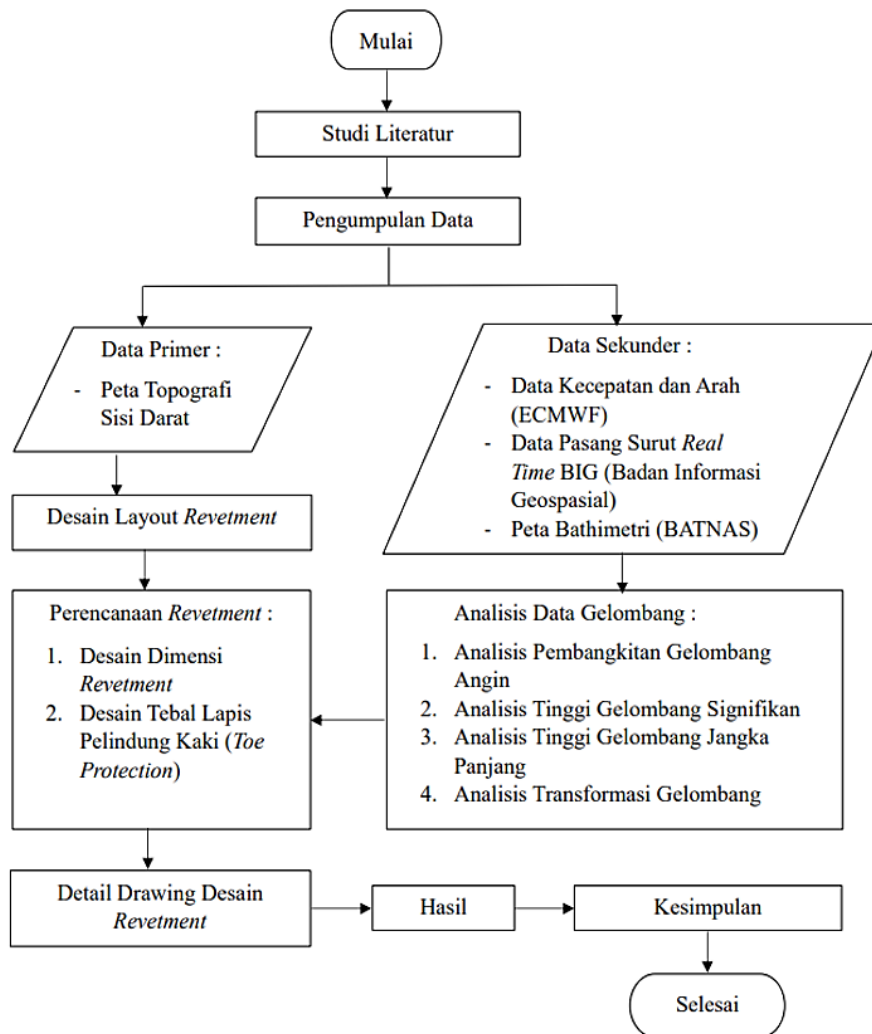 Mulai
Studi Literatur
Pengumpulan Data
Data Primer :
- Peta Topografi
Sisi Darat
Data Sekunder :
- Data Kecepatan dan Arah
(ECMWF)
- Data Pasang Surut Real
Time BIG (Badan Informasi
Geospasial)
- Peta Bathimetri (BATNAS)
Desain Layout Revetment
Perencanaan Revetment :
1. Desain Dimensi
Revetment
2. Desain Tebal Lapis
Pelindung Kaki (Toe
Protection)
Analisis Data Gelombang :
1. Analisis Pembangkitan Gelombang
Angin
2. Analisis Tinggi Gelombang Signifikan
3. Analisis Tinggi Gelombang Jangka
Panjang
4. Analisis Transformasi Gelombang
Detail Drawing Desain
Revetment
Hasil
Kesimpulan
Selesai